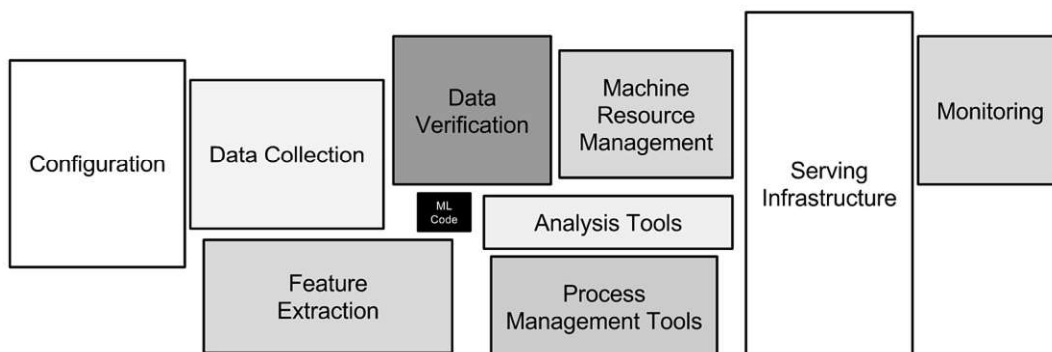 Configuration
Data Collection
Data
Verification
Machine
Resource
Management
Monitoring
Serving
Infrastructure
ML
Code
Analysis Tools
Feature
Extraction
Process
Management Tools